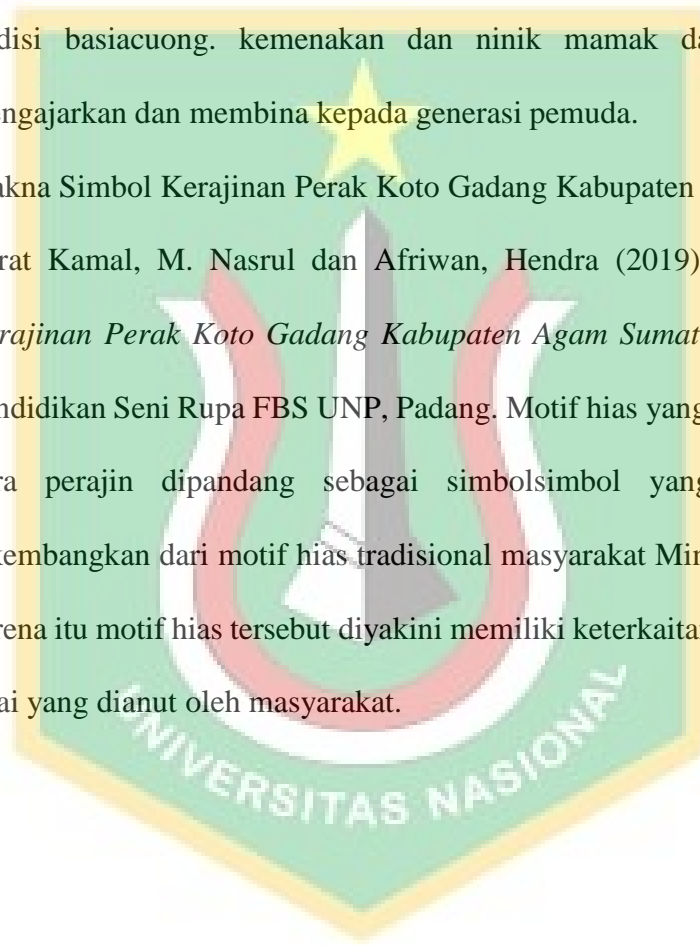 disi basiacuong. kemenakan dan ninik mamak da
engajarkan dan membina kepada generasi pemuda.
akna Simbol Kerajinan Perak Koto Gadang Kabupaten
rat Kamal, M. Nasrul dan Afriwan, Hendra (2019)
rajinan Perak Koto Gadang Kabupaten Agam Sumat
ndidikan Seni Rupa FBS UNP, Padang. Motif hias yang
ra perajin dipandang sebagai simbolsimbol yang
kembangkan dari motif hias tradisional masyarakat Min
rena itu motif hias tersebut diyakini memiliki keterkaitan
ai yang dianut oleh masyarakat.
UNIVERSITAS NASIONAL